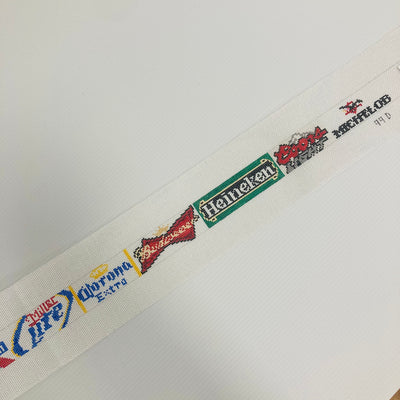 Miller
Lite
Corona
Extra
Budweiser
Heineken
Coors
LIGHT
MICHELOB